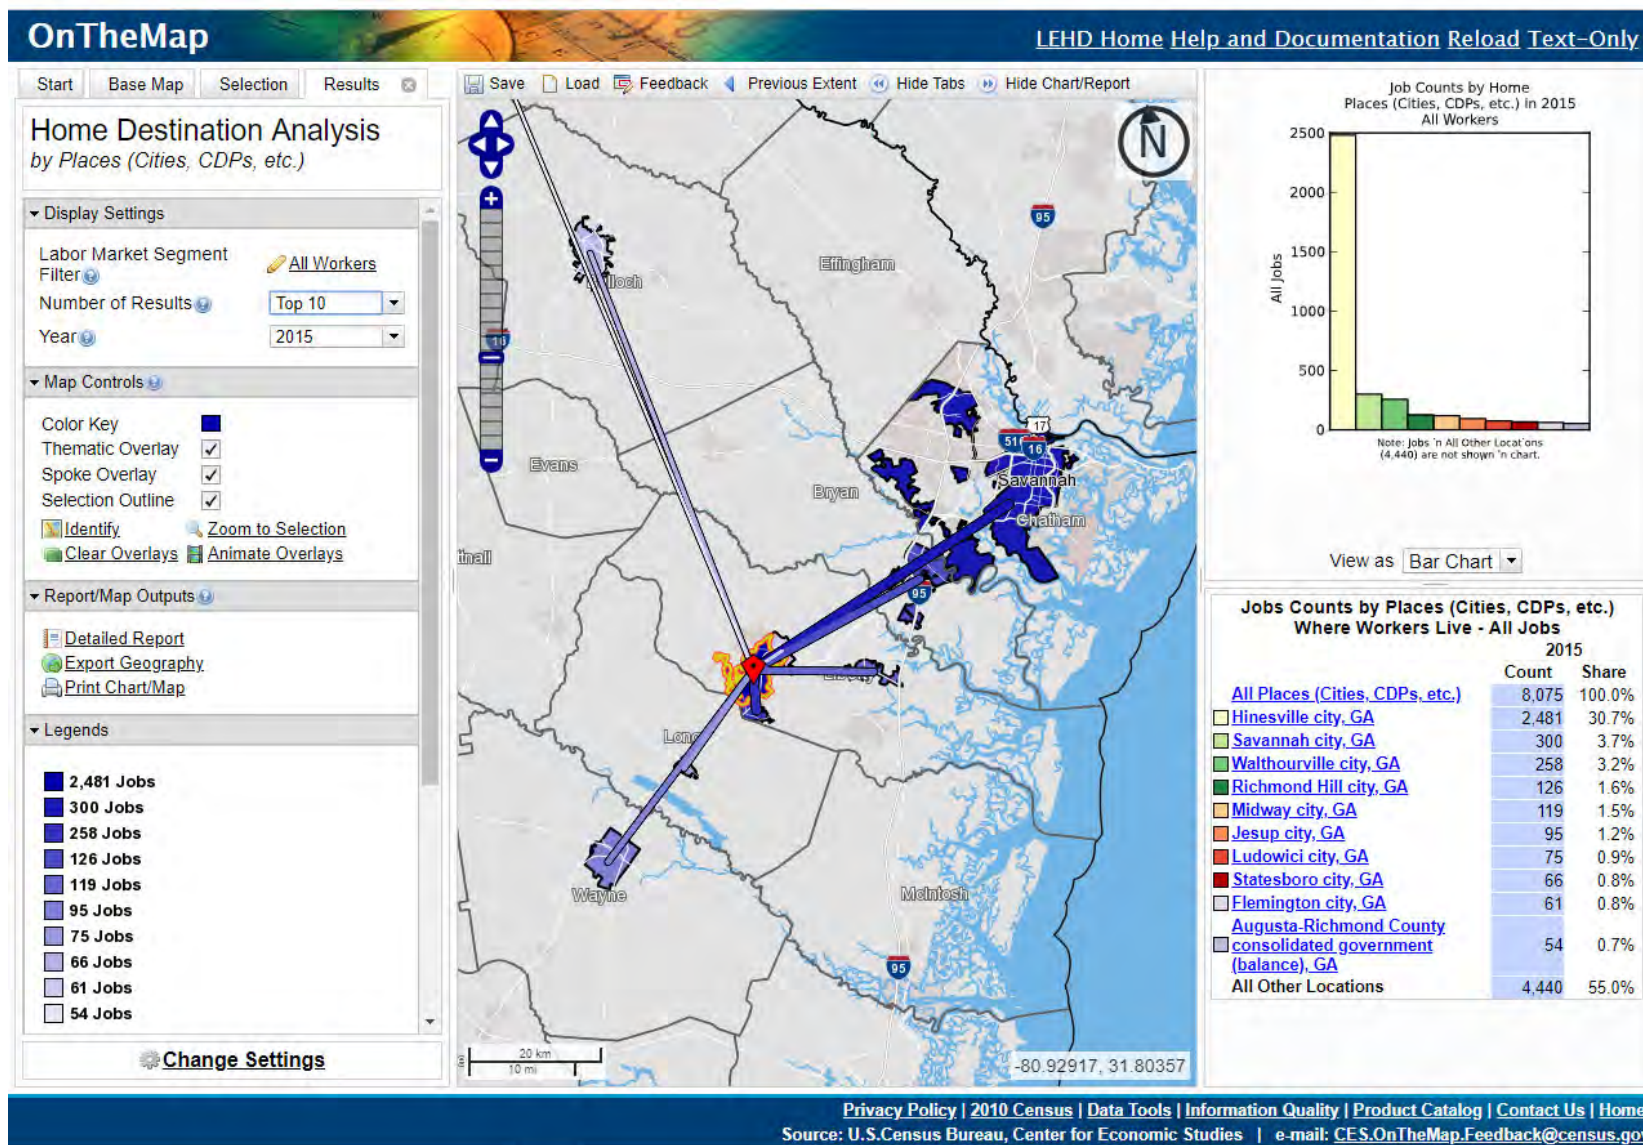 OnTheMap
LEHD Home Help and Documentation Reload Text-Only
Start Base Map Selection Results
Save Load Feedback Previous Extent Hide Tabs Hide Chart/Report
Home Destination Analysis
by Places (Cities, CDPs, etc.)
Display Settings
Labor Market Segment
Filter All Workers
Number of Results Top 10
Year 2015
Map Controls
Color Key
Thematic Overlay
Spoke Overlay
Selection Outline
Identify Zoom to Selection
Clear Overlays Animate Overlays
Report/Map Outputs
Detailed Report
Export Geography
Print Chart/Map
Legends
2,481 Jobs
300 Jobs
258 Jobs
126 Jobs
119 Jobs
95 Jobs
75 Jobs
66 Jobs
61 Jobs
54 Jobs
Change Settings
N
95
Effingham
16
17
516
16
Savannah
Evans
Bryan
Chatham
95
Long
Wayne
McIntosh
95
20 km
10 mi
-80.92917, 31.80357
Job Counts by Home
Places (Cities, CDPs, etc.) in 2015
All Workers
2500
2000
1500
1000
500
0
All Jobs
Note: Jobs in All Other Locations
(4,440) are not shown in chart.
View as Bar Chart
Jobs Counts by Places (Cities, CDPs, etc.)
Where Workers Live - All Jobs
2015
Count Share
All Places (Cities, CDPs, etc.) 8,075 100.0%
Hinesville city, GA 2,481 30.7%
Savannah city, GA 300 3.7%
Walthourville city, GA 258 3.2%
Richmond Hill city, GA 126 1.6%
Midway city, GA 119 1.5%
Jesup city, GA 95 1.2%
Ludowici city, GA 75 0.9%
Statesboro city, GA 66 0.8%
Flemington city, GA 61 0.8%
Augusta-Richmond County
consolidated government 54 0.7%
(balance), GA
All Other Locations 4,440 55.0%
Privacy Policy | 2010 Census | Data Tools | Information Quality | Product Catalog | Contact Us | Home
Source: U.S.Census Bureau, Center for Economic Studies | e-mail: CES.OnTheMap.Feedback@census.go